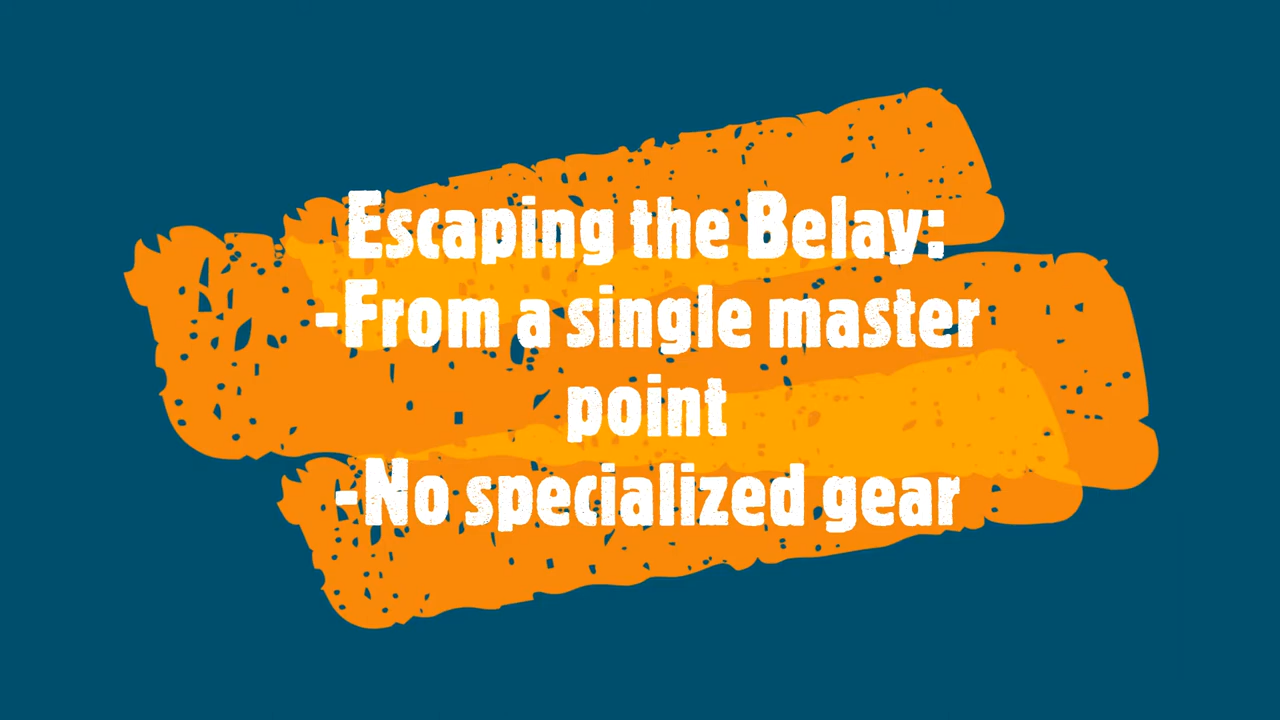 Escaping the Belay:
-From a single master
point
-No specialized gear